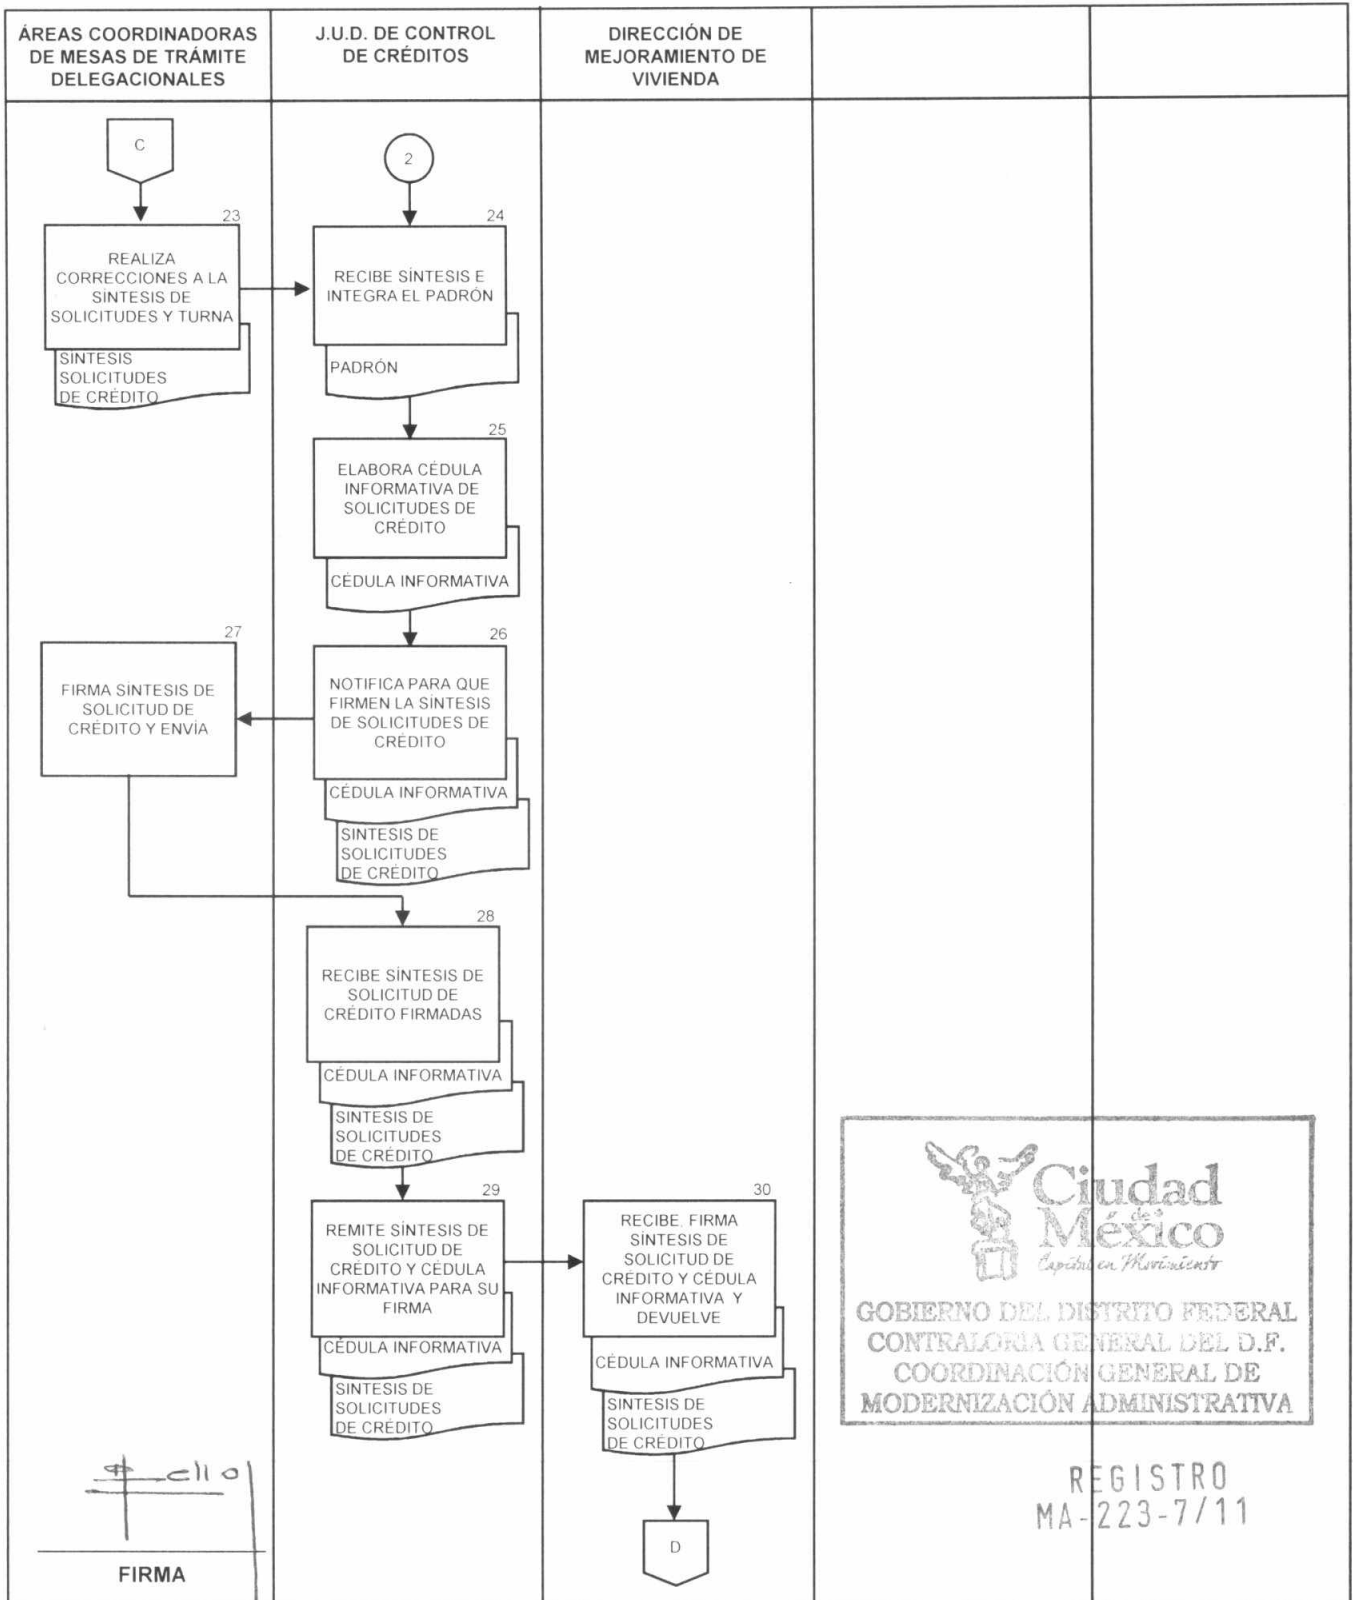 ÁREAS COORDINADORAS
DE MESAS DE TRÁMITE
DELEGACIONALES
J.U.D. DE CONTROL
DE CRÉDITOS
DIRECCIÓN DE
MEJORAMIENTO DE
VIVIENDA
C
2
23
REALIZA
CORRECCIONES A LA
SÍNTESIS DE
SOLICITUDES Y TURNA
SÍNTESIS
SOLICITUDES
DE CRÉDITO
24
RECIBE SÍNTESIS E
INTEGRA EL PADRÓN
PADRÓN
25
ELABORA CÉDULA
INFORMATIVA DE
SOLICITUDES DE
CRÉDITO
CÉDULA INFORMATIVA
26
NOTIFICA PARA QUE
FIRMEN LA SÍNTESIS
DE SOLICITUDES DE
CRÉDITO
CÉDULA INFORMATIVA
SINTESIS DE
SOLICITUDES
DE CRÉDITO
27
FIRMA SÍNTESIS DE
SOLICITUD DE
CRÉDITO Y ENVÍA
28
RECIBE SÍNTESIS DE
SOLICITUD DE
CRÉDITO FIRMADAS
CÉDULA INFORMATIVA
SINTESIS DE
SOLICITUDES
DE CRÉDITO
29
REMITE SÍNTESIS DE
SOLICITUD DE
CRÉDITO Y CÉDULA
INFORMATIVA PARA SU
FIRMA
CÉDULA INFORMATIVA
SINTESIS DE
SOLICITUDES
DE CRÉDITO
30
RECIBE, FIRMA
SÍNTESIS DE
SOLICITUD DE
CRÉDITO Y CÉDULA
INFORMATIVA Y
DEVUELVE
CÉDULA INFORMATIVA
SINTESIS DE
SOLICITUDES
DE CRÉDITO
D
Ciudad
de
México
Capital en Movimiento
GOBIERNO DEL DISTRITO FEDERAL
CONTRALORIA GENERAL DEL D.F.
COORDINACIÓN GENERAL DE
MODERNIZACIÓN ADMINISTRATIVA
REGISTRO
MA-223-7/11
FIRMA